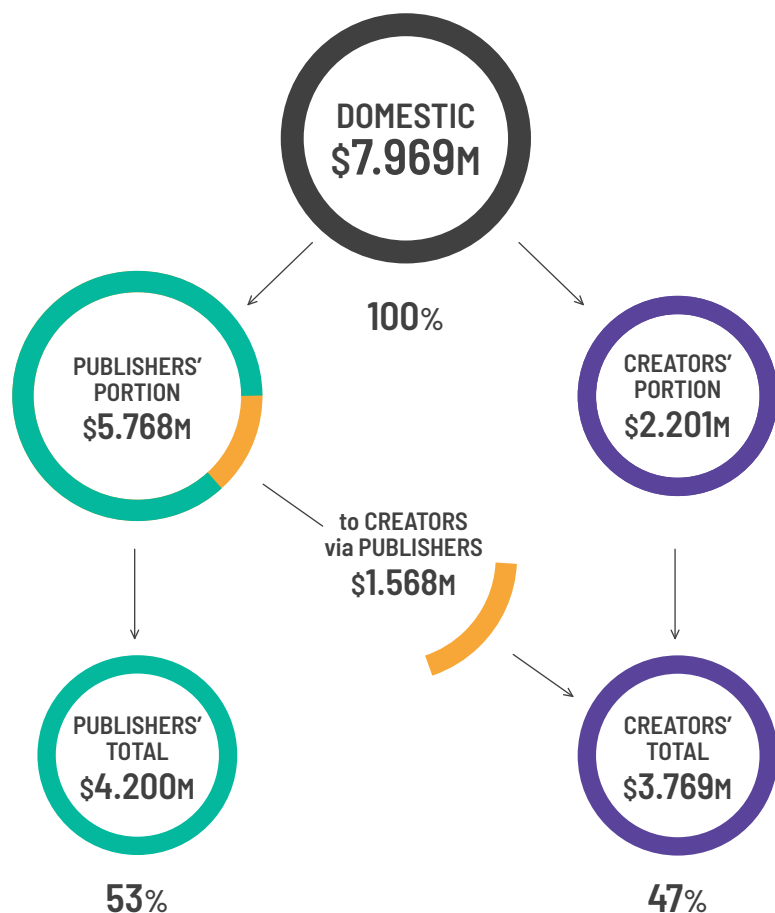 DOMESTIC
$7.969M
100%
PUBLISHERS’
PORTION
$5.768M
CREATORS’
PORTION
$2.201M
to CREATORS
via PUBLISHERS
$1.568M
PUBLISHERS’
TOTAL
$4.200M
CREATORS’
TOTAL
$3.769M
53%
47%